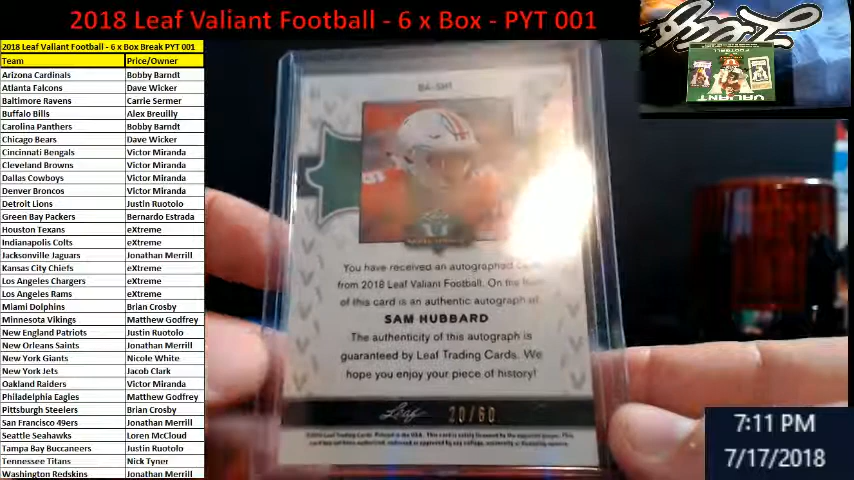 2018 Leaf Valiant Football - 6 x Box - PYT 001
2018 Leaf Valiant Football - 6 x Box Break PYT 001
Team Price/Owner
Arizona Cardinals Bobby Barndt
Atlanta Falcons Dave Wicker
Baltimore Ravens Carrie Sermer
Buffalo Bills Alex Breuilly
Carolina Panthers Bobby Barndt
Chicago Bears Dave Wicker
Cincinnati Bengals Victor Miranda
Cleveland Browns Victor Miranda
Dallas Cowboys Victor Miranda
Denver Broncos Victor Miranda
Detroit Lions Justin Ruotolo
Green Bay Packers Bernardo Estrada
Houston Texans eXtreme
Indianapolis Colts eXtreme
Jacksonville Jaguars Jonathan Merrill
Kansas City Chiefs eXtreme
Los Angeles Chargers eXtreme
Los Angeles Rams eXtreme
Miami Dolphins Brian Crosby
Minnesota Vikings Matthew Godfrey
New England Patriots Justin Ruotolo
New Orleans Saints Jonathan Merrill
New York Giants Nicole White
New York Jets Jacob Clark
Oakland Raiders Victor Miranda
Philadelphia Eagles Matthew Godfrey
Pittsburgh Steelers Brian Crosby
San Francisco 49ers Jonathan Merrill
Seattle Seahawks Loren McCloud
Tampa Bay Buccaneers Justin Ruotolo
Tennessee Titans Nick Tyner
Washington Redskins Jonathan Merrill
BA-SH1
You have received an autographed
from 2018 Leaf Valiant Football. On the
of this card is an authentic autograph of
SAM HUBBARD
The authenticity of this autograph is
guaranteed by Leaf Trading Cards. We
hope you enjoy your piece of history!
Leaf 20/60
Leaf
VALIANT
FOOTBALL
7:11 PM
7/17/2018